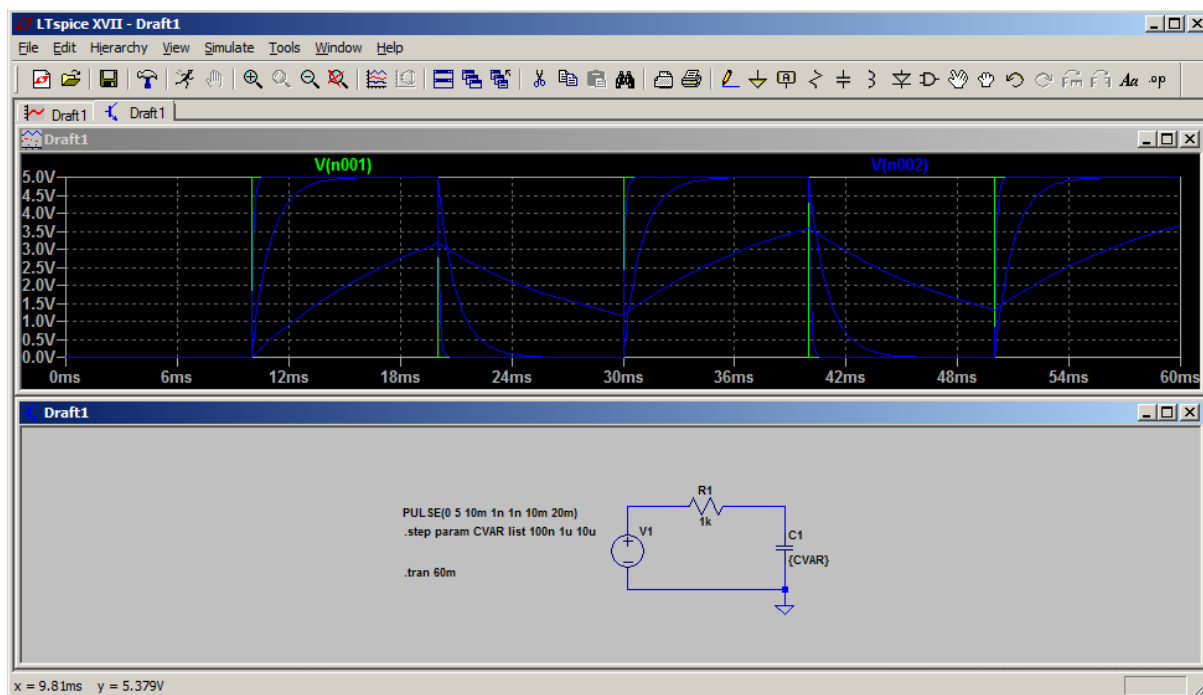 LTspice XVII - Draft1
File Edit Hierarchy View Simulate Tools Window Help
Aa .op
Draft1 Draft1
Draft1
V(n001) V(n002)
5.0V
4.5V
4.0V
3.5V
3.0V
2.5V
2.0V
1.5V
1.0V
0.5V
0.0V
0ms 6ms 12ms 18ms 24ms 30ms 36ms 42ms 48ms 54ms 60ms
Draft1
R1
1k
PULSE(0 5 10m 1n 1n 10m 20m)
.step param CVAR list 100n 1u 10u
V1
C1
{CVAR}
.tran 60m
x = 9.81ms y = 5.379V